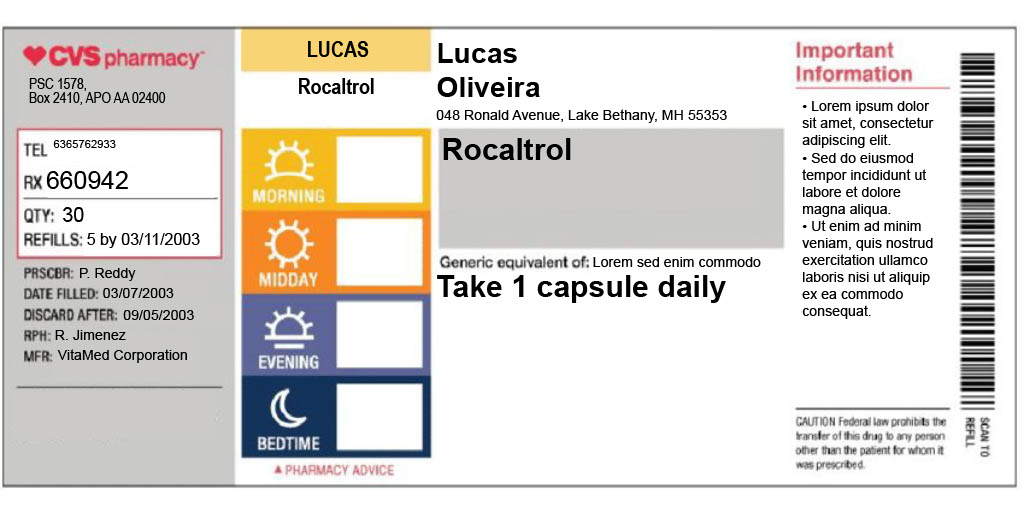 CVS pharmacy
PSC 1578,
Box 2410, APO AA 02400
TEL 6365762933
RX 660942
QTY: 30
REFILLS: 5 by 03/11/2003
PRSCBR: P. Reddy
DATE FILLED: 03/07/2003
DISCARD AFTER: 09/05/2003
RPH: R. Jimenez
MFR: VitaMed Corporation
LUCAS
Rocaltrol
MORNING
MIDDAY
EVENING
BEDTIME
▲ PHARMACY ADVICE
Lucas
Oliveira
048 Ronald Avenue, Lake Bethany, MH 55353
Rocaltrol
Generic equivalent of: Lorem sed enim commodo
Take 1 capsule daily
Important
Information
• Lorem ipsum dolor
sit amet, consectetur
adipiscing elit.
• Sed do eiusmod
tempor incididunt ut
labore et dolore
magna aliqua.
• Ut enim ad minim
veniam, quis nostrud
exercitation ullamco
laboris nisi ut aliquip
ex ea commodo
consequat.
CAUTION Federal law prohibits the
transfer of this drug to any person
other than the patient for whom it
was prescribed.
SCAN TO
REFILL